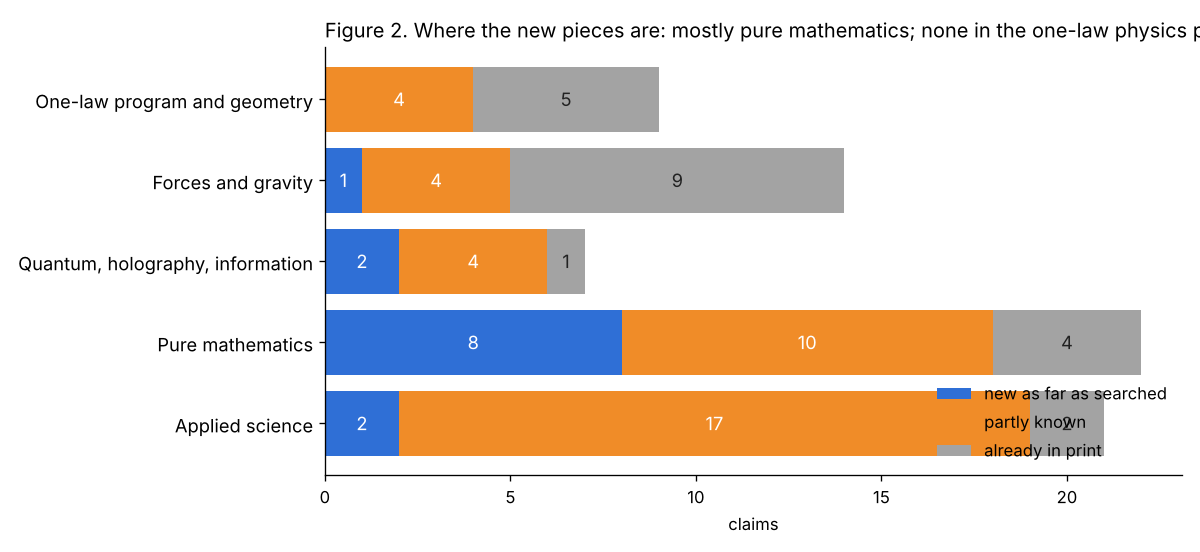 Figure 2. Where the new pieces are: mostly pure mathematics; none in the one-law physics
One-law program and geometry
4
5
Forces and gravity
1
4
9
Quantum, holography, information
2
4
1
Pure mathematics
8
10
4
Applied science
2
17
2
new as far as searched
partly known
already in print
0
5
10
15
20
claims